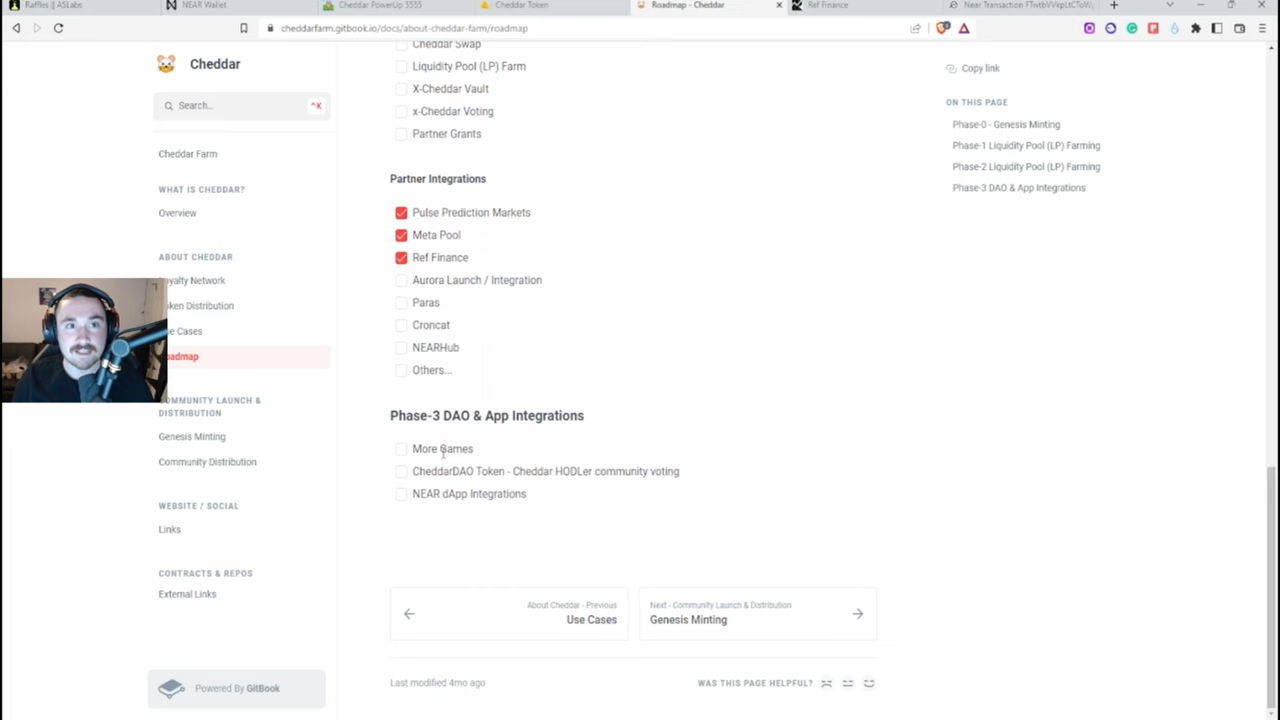 Raffles || ASLabs
NEAR Wallet
Cheddar PowerUp 5555
Cheddar Token
Roadmap - Cheddar
Ref Finance
cheddarfarm.gitbook.io/docs/about-cheddar-farm/roadmap
Cheddar
Search...
^K
Cheddar Farm
WHAT IS CHEDDAR?
Overview
ABOUT CHEDDAR
oyalty Network
oken Distribution
se Cases
oadmap
OMMUNITY LAUNCH &
DISTRIBUTION
Genesis Minting
Community Distribution
WEBSITE / SOCIAL
Links
CONTRACTS & REPOS
External Links
Powered By GitBook
Cheddar Swap
Liquidity Pool (LP) Farm
X-Cheddar Vault
x-Cheddar Voting
Partner Grants
Partner Integrations
Pulse Prediction Markets
Meta Pool
Ref Finance
Aurora Launch / Integration
Paras
Croncat
NEARHub
Others...
Phase-3 DAO & App Integrations
More Games
CheddarDAO Token - Cheddar HODLer community voting
NEAR dApp Integrations
About Cheddar - Previous
Use Cases
Next - Community Launch & Distribution
Genesis Minting
Last modified 4mo ago
WAS THIS PAGE HELPFUL?
Copy link
ON THIS PAGE
Phase-0 - Genesis Minting
Phase-1 Liquidity Pool (LP) Farming
Phase-2 Liquidity Pool (LP) Farming
Phase-3 DAO & App Integrations